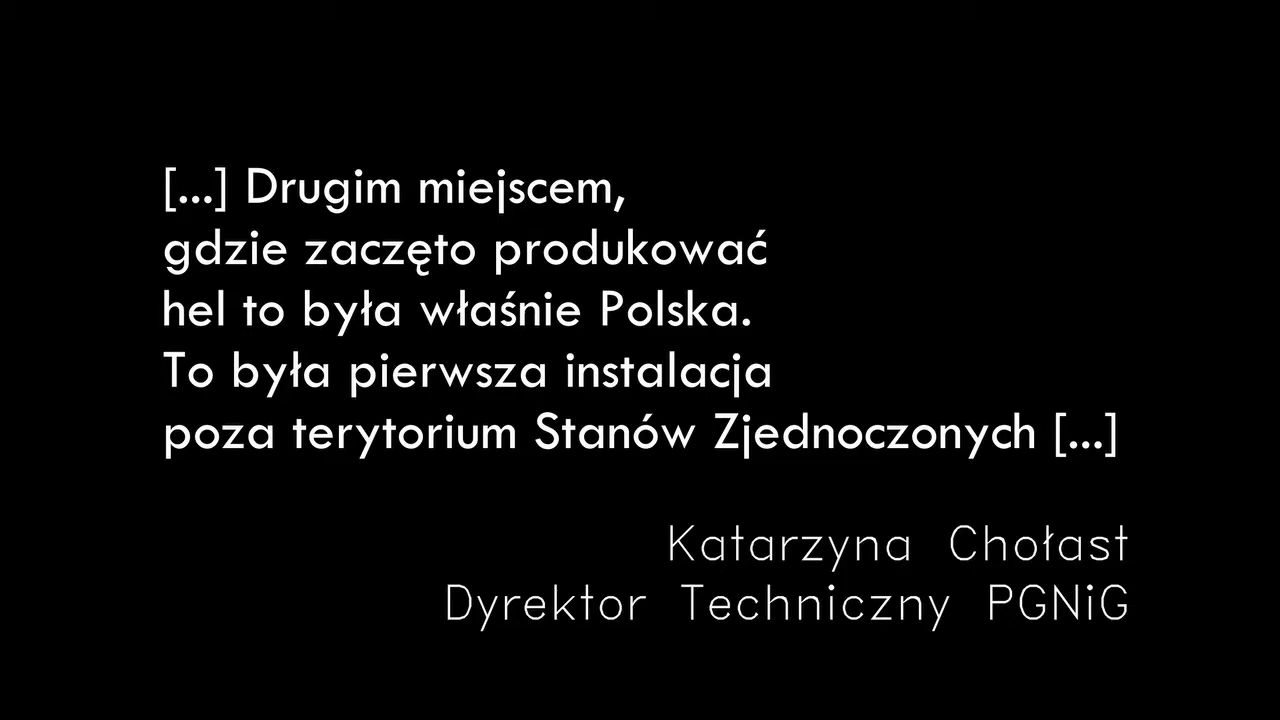 [...] Drugim miejscem,
gdzie zaczęto produkować
hel to była właśnie Polska.
To była pierwsza instalacja
poza terytorium Stanów Zjednoczonych [...]
Katarzyna Chołast
Dyrektor Techniczny PGNiG